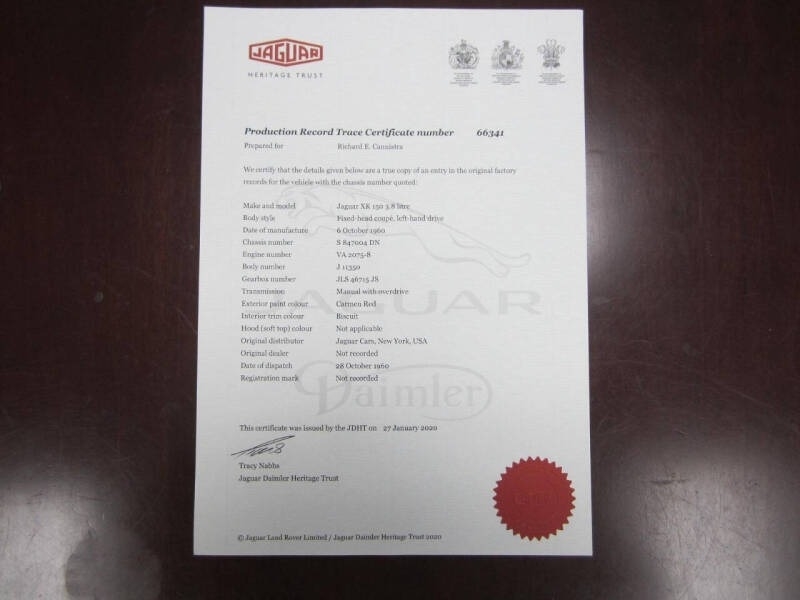 JAGUAR
HERITAGE TRUST
Production Record Trace Certificate number 66341
Prepared for Richard E. Cannistra
We certify that the details given below are a true copy of an entry in the original factory
records for the vehicle with the chassis number quoted:
Make and model Jaguar XK 150 3.8 litre
Body style Fixed-head coupé, left-hand drive
Date of manufacture 6 October 1960
Chassis number S 847004 DN
Engine number VA 2075-8
Body number J 11350
Gearbox number JLS 46715 JS
Transmission Manual with overdrive
Exterior paint colour Carmen Red
Interior trim colour Biscuit
Hood (soft top) colour Not applicable
Original distributor Jaguar Cars, New York, USA
Original dealer Not recorded
Date of dispatch 28 October 1960
Registration mark Not recorded
JAGUAR
Daimler
This certificate was issued by the JDHT on 27 January 2020
Tracy Nabbs
Jaguar Daimler Heritage Trust
© Jaguar Land Rover Limited / Jaguar Daimler Heritage Trust 2020